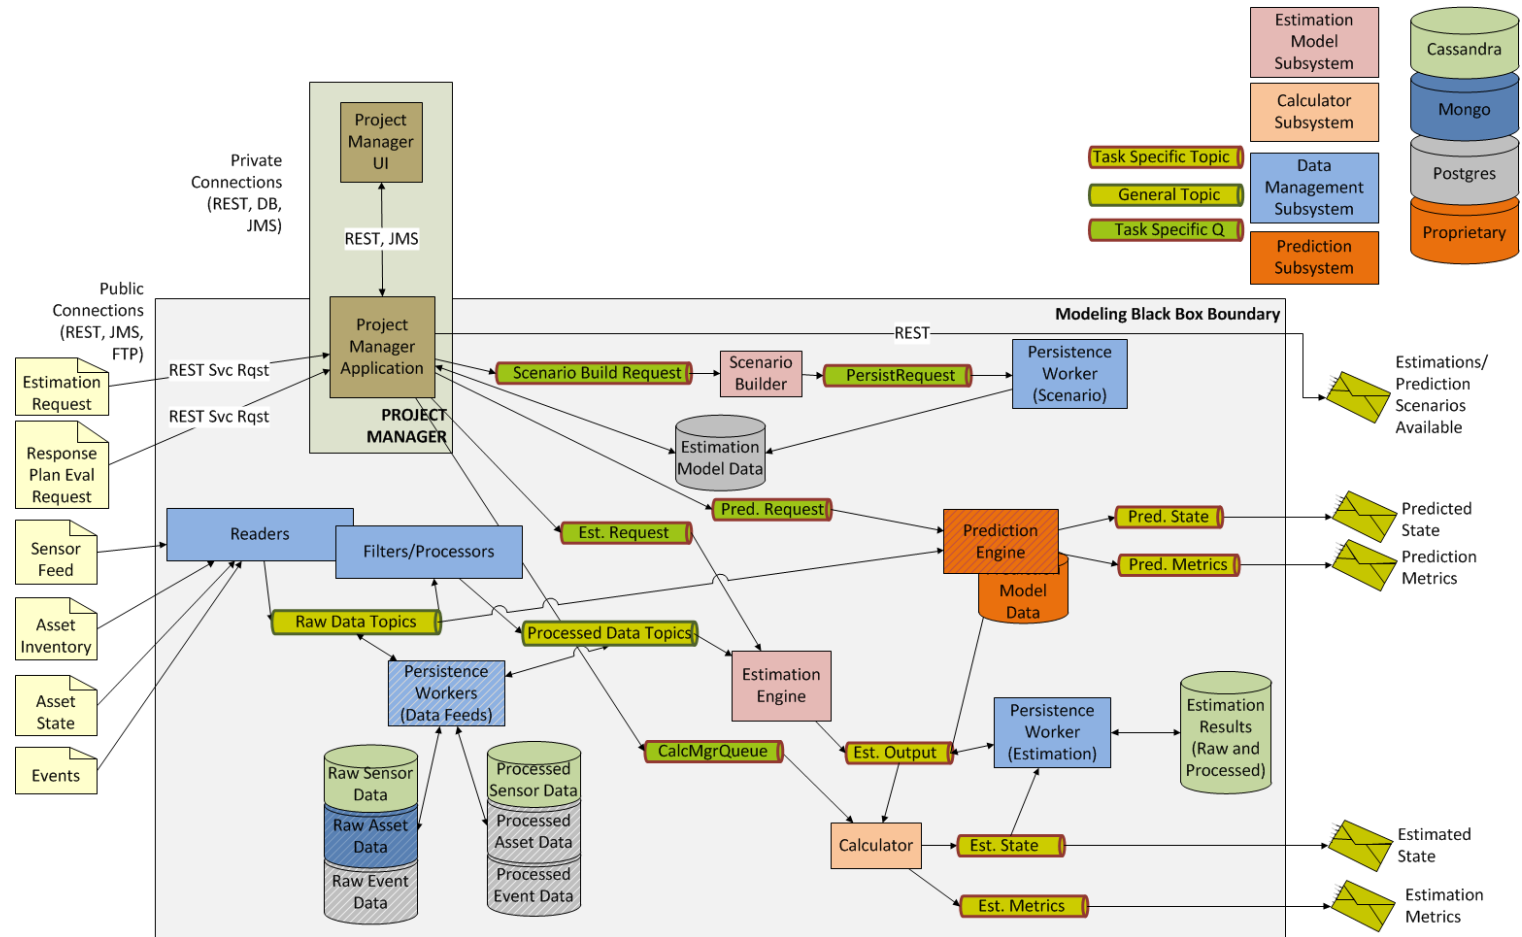 Estimation
Model
Subsystem
Cassandra
Calculator
Subsystem
Mongo
Task Specific Topic
General Topic
Task Specific Q
Data
Management
Subsystem
Postgres
Prediction
Subsystem
Proprietary
Project
Manager
UI
Private
Connections
(REST, DB,
JMS)
REST, JMS
Public
Connections
(REST, JMS,
FTP)
Modeling Black Box Boundary
Project
Manager
Application
PROJECT
MANAGER
REST
REST Svc Rqst
REST Svc Rqst
Estimation
Request
Response
Plan Eval
Request
Sensor
Feed
Asset
Inventory
Asset
State
Events
Scenario Build Request
Scenario
Builder
PersistRequest
Persistence
Worker
(Scenario)
Estimations/
Prediction
Scenarios
Available
Estimation
Model Data
Pred. Request
Est. Request
Readers
Filters/Processors
Prediction
Engine
Model
Data
Pred. State
Predicted
State
Pred. Metrics
Prediction
Metrics
Raw Data Topics
Processed Data Topics
Persistence
Workers
(Data Feeds)
Estimation
Engine
Raw Sensor
Data
Raw Asset
Data
Raw Event
Data
Processed
Sensor Data
Processed
Asset Data
Processed
Event Data
CalcMgrQueue
Est. Output
Persistence
Worker
(Estimation)
Estimation
Results
(Raw and
Processed)
Calculator
Est. State
Estimated
State
Est. Metrics
Estimation
Metrics